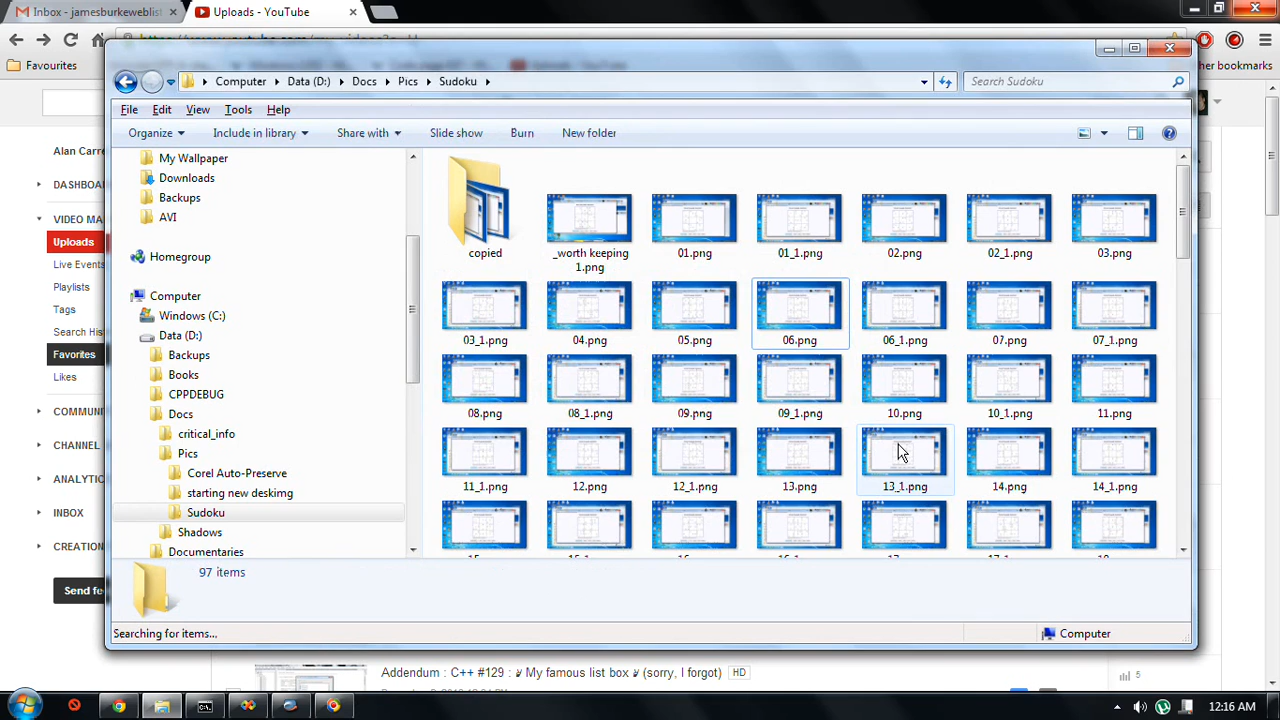 Inbox - jamesburkeweblist
Uploads - YouTube
Favourites
her bookmarks
Computer
Data (D:)
Docs
Pics
Sudoku
Search Sudoku
File
Edit
View
Tools
Help
Organize
Include in library
Share with
Slide show
Burn
New folder
Alan Carre
DASHBOA
VIDEO MA
Uploads
Live Events
Playlists
Tags
Search His
Favorites
Likes
COMMU
CHANNEL
INBOX
CREATION
Send fe
My Wallpaper
Downloads
Backups
AVI
Homegroup
Computer
Windows (C:)
Data (D:)
Backups
Books
CPPDEBUG
Docs
critical_info
Pics
Corel Auto-Preserve
starting new deskimg
Sudoku
Shadows
Documentaries
copied
_worth keeping
1.png
01.png
01_1.png
02.png
02_1.png
03.png
03_1.png
04.png
05.png
06.png
06_1.png
07.png
07_1.png
08.png
08_1.png
09.png
09_1.png
10.png
10_1.png
11.png
11_1.png
12.png
12_1.png
13.png
13_1.png
14.png
14_1.png
97 items
Searching for items...
Computer
Addendum : C++ #129 : My famous list box (sorry, I forgot)
HD
5
12:16 AM